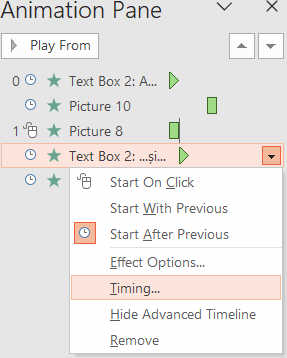 Animation Pane
Play From
0 Text Box 2: A...
Picture 10
1 Picture 8
Text Box 2: ...și...
Start On Click
Start With Previous
Start After Previous
Effect Options...
Timing...
Hide Advanced Timeline
Remove